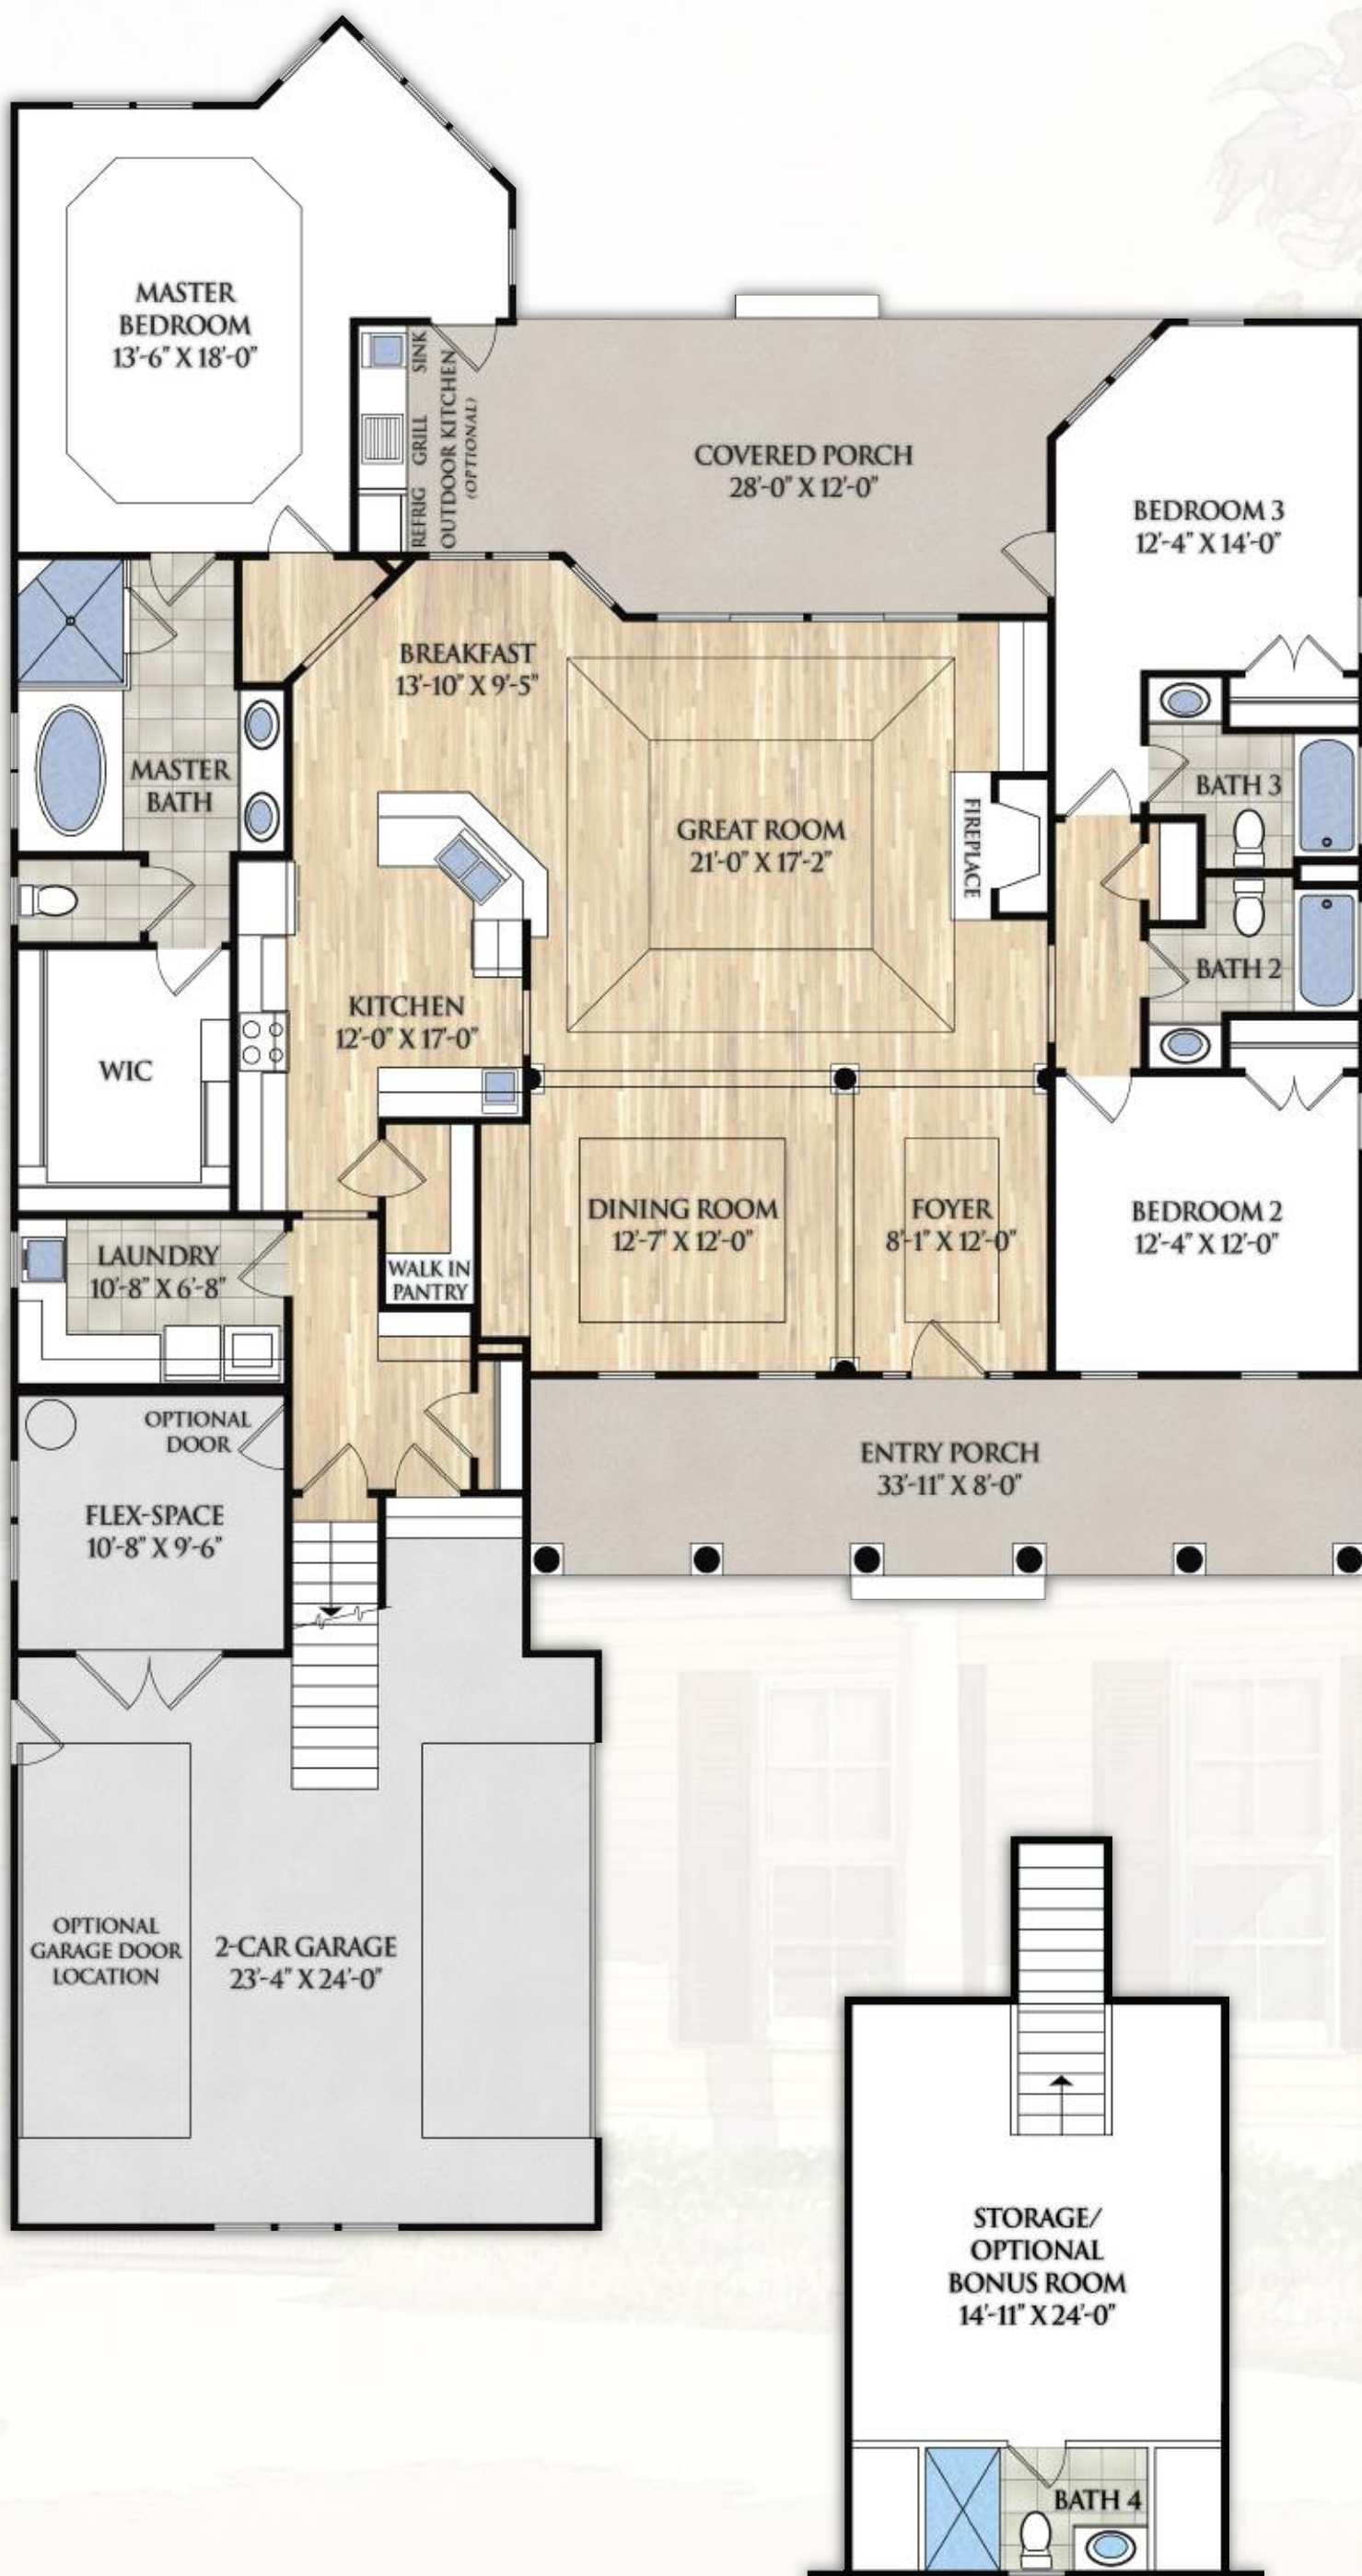 MASTER
BEDROOM
13'-6" X 18'-0"
SINK
GRILL
REFRIG
OUTDOOR KITCHEN
(OPTIONAL)
COVERED PORCH
28'-0" X 12'-0"
BEDROOM 3
12'-4" X 14'-0"
BREAKFAST
13'-10" X 9'-5"
MASTER
BATH
GREAT ROOM
21'-0" X 17'-2"
FIREPLACE
BATH 3
BATH 2
KITCHEN
12'-0" X 17'-0"
WIC
DINING ROOM
12'-7" X 12'-0"
FOYER
8'-1" X 12'-0"
BEDROOM 2
12'-4" X 12'-0"
LAUNDRY
10'-8" X 6'-8"
WALK IN
PANTRY
OPTIONAL
DOOR
FLEX-SPACE
10'-8" X 9'-6"
ENTRY PORCH
33'-11" X 8'-0"
OPTIONAL
GARAGE DOOR
LOCATION
2-CAR GARAGE
23'-4" X 24'-0"
STORAGE/
OPTIONAL
BONUS ROOM
14'-11" X 24'-0"
BATH 4